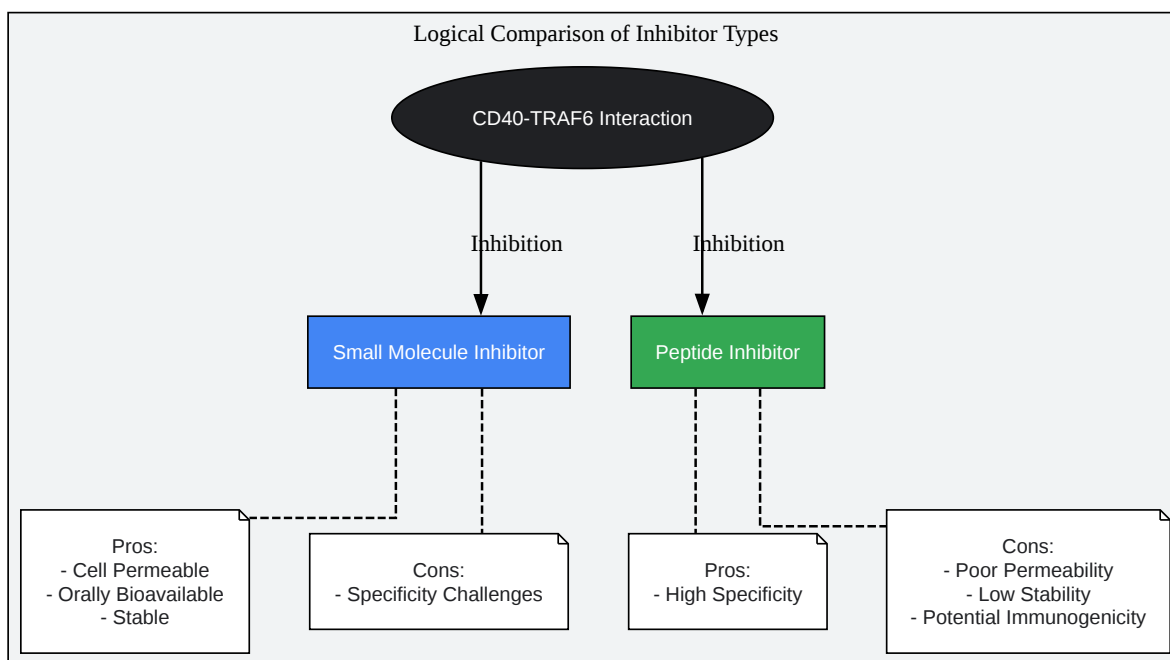 Logical Comparison of Inhibitor Types
CD40-TRAF6 Interaction
Inhibition
Inhibition
Small Molecule Inhibitor
Peptide Inhibitor
Pros:
- Cell Permeable
- Orally Bioavailable
- Stable
Cons:
- Specificity Challenges
Pros:
- High Specificity
Cons:
- Poor Permeability
- Low Stability
- Potential Immunogenicity